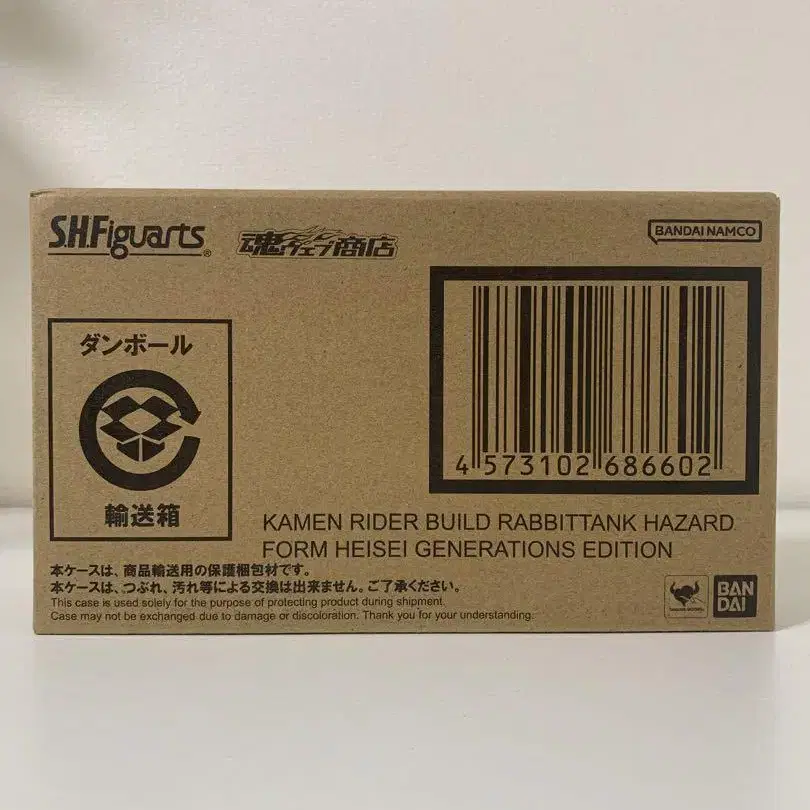 S.H.Figuarts®
魂ウェブ商店
BANDAI NAMCO
ダンボール
輸送箱
4 573102 686602
KAMEN RIDER BUILD RABBITTANK HAZARD
FORM HEISEI GENERATIONS EDITION
本ケースは、商品輸送用の保護梱包材です。
本ケースは、つぶれ、汚れ等による交換は出来ません。ご了承ください。
This case is used solely for the purpose of protecting product during shipment.
Case may not be exchanged due to damage or discoloration. Thank you for your understanding.
BAN
DAI